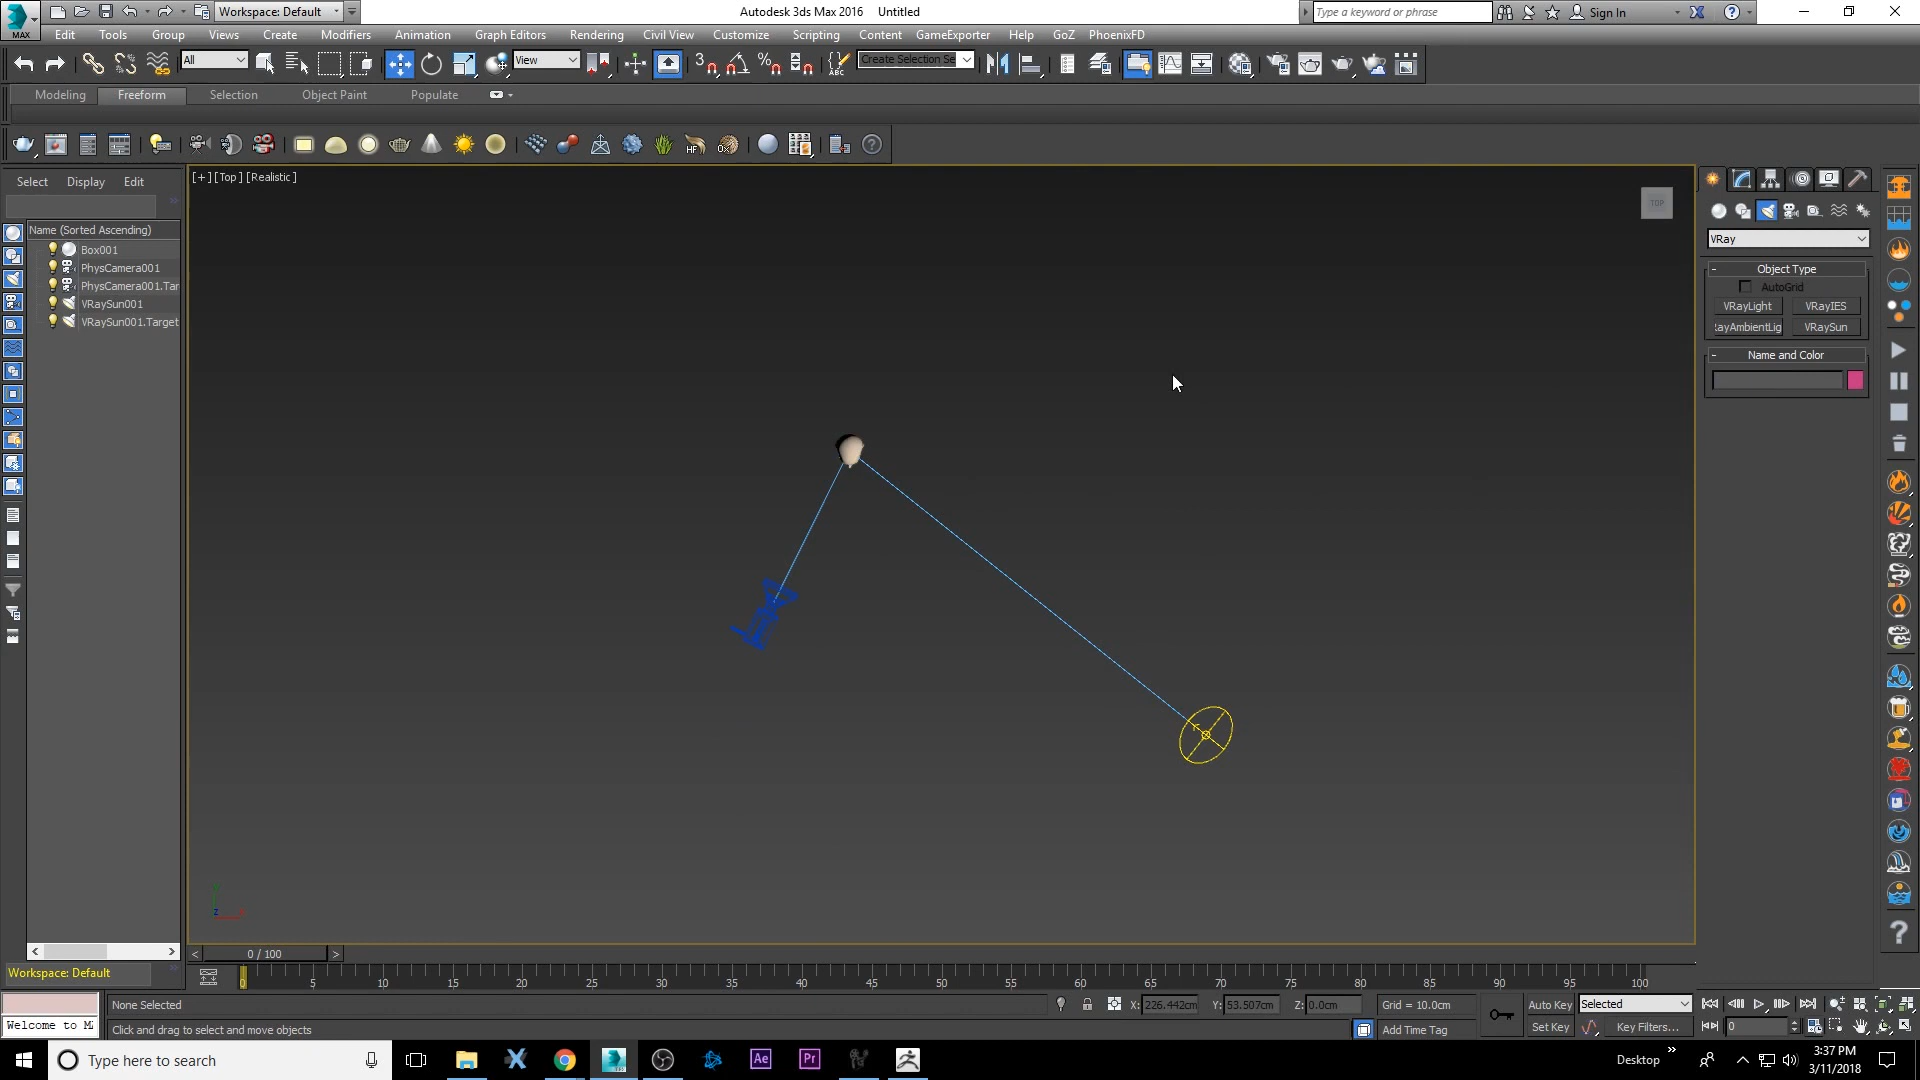 Workspace: Default
Autodesk 3ds Max 2016 Untitled
Type a keyword or phrase
Sign In
MAX
Edit Tools Group Views Create Modifiers Animation Graph Editors Rendering Civil View Customize Scripting Content GameExporter Help GoZ PhoenixFD
All
View
Create Selection Se
Modeling Freeform Selection Object Paint Populate
[+] [Top] [Realistic]
TOP
Select Display Edit
Name (Sorted Ascending)
Box001
PhysCamera001
PhysCamera001.Tar
VRaySun001
VRaySun001.Target
VRay
Object Type
AutoGrid
VRayLight VRayIES
.ayAmbientLig VRaySun
Name and Color
0 / 100
Workspace: Default
0 5 10 15 20 25 30 35 40 45 50 55 60 65 70 75 80 85 90 95 100
None Selected
X: 226.442cm Y: 53.507cm Z: 0.0cm
Grid = 10.0cm
Auto Key
Selected
Welcome to M
Click and drag to select and move objects
Add Time Tag
Set Key
Key Filters...
0
Type here to search
Ae
Pr
Desktop
3:37 PM
3/11/2018